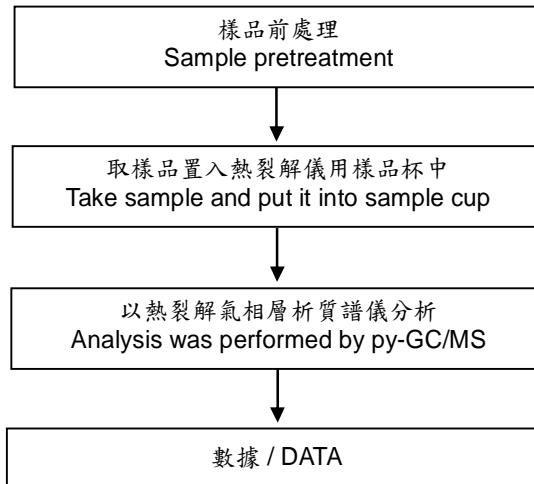 樣品前處理
Sample pretreatment
取樣品置入熱裂解儀用樣品杯中
Take sample and put it into sample cup
以熱裂解氣相層析質譜儀分析
Analysis was performed by py-GC/MS
數據 / DATA